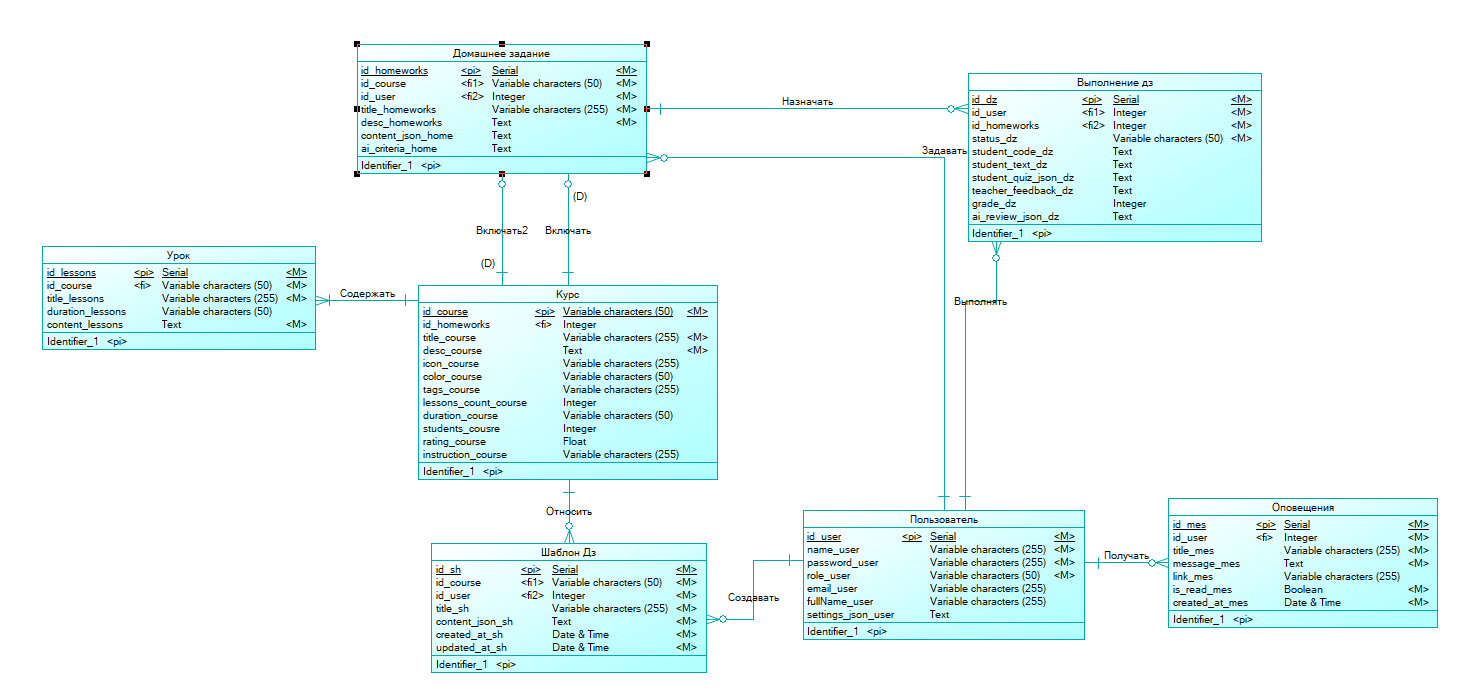 Домашнее задание
id_homeworks <pi> Serial <M>
id_course <fi1> Variable characters (50) <M>
id_user <fi2> Integer <M>
title_homeworks Variable characters (255) <M>
desc_homeworks Text <M>
content_json_home Text
ai_criteria_home Text
Identifier_1 <pi>
Назначать
Задавать
Выполнение дз
id_dz <pi> Serial <M>
id_user <fi1> Integer <M>
id_homeworks <fi2> Integer <M>
status_dz Variable characters (50) <M>
student_code_dz Text
student_text_dz Text
student_quiz_json_dz Text
teacher_feedback_dz Text
grade_dz Integer
ai_review_json_dz Text
Identifier_1 <pi>
(D)
Включать2
Включать
(D)
Урок
id_lessons <pi> Serial <M>
id_course <fi> Variable characters (50) <M>
title_lessons Variable characters (255) <M>
duration_lessons Variable characters (50)
content_lessons Text <M>
Identifier_1 <pi>
Содержать
Выполнять
Курс
id_course <pi> Variable characters (50) <M>
id_homeworks <fi> Integer
title_course Variable characters (255) <M>
desc_course Text <M>
icon_course Variable characters (255)
color_course Variable characters (50)
tags_course Variable characters (255)
lessons_count_course Integer
duration_course Variable characters (50)
students_cousre Integer
rating_course Float
instruction_course Variable characters (255)
Identifier_1 <pi>
Относить
Шаблон Дз
id_sh <pi> Serial <M>
id_course <fi1> Variable characters (50) <M>
id_user <fi2> Integer <M>
title_sh Variable characters (255) <M>
content_json_sh Text <M>
created_at_sh Date & Time <M>
updated_at_sh Date & Time <M>
Identifier_1 <pi>
Создавать
Пользователь
id_user <pi> Serial <M>
name_user Variable characters (255) <M>
password_user Variable characters (255) <M>
role_user Variable characters (50) <M>
email_user Variable characters (255)
fullName_user Variable characters (255)
settings_json_user Text
Identifier_1 <pi>
Получать
Оповещения
id_mes <pi> Serial <M>
id_user <fi> Integer <M>
title_mes Variable characters (255) <M>
message_mes Text <M>
link_mes Variable characters (255)
is_read_mes Boolean <M>
created_at_mes Date & Time <M>
Identifier_1 <pi>